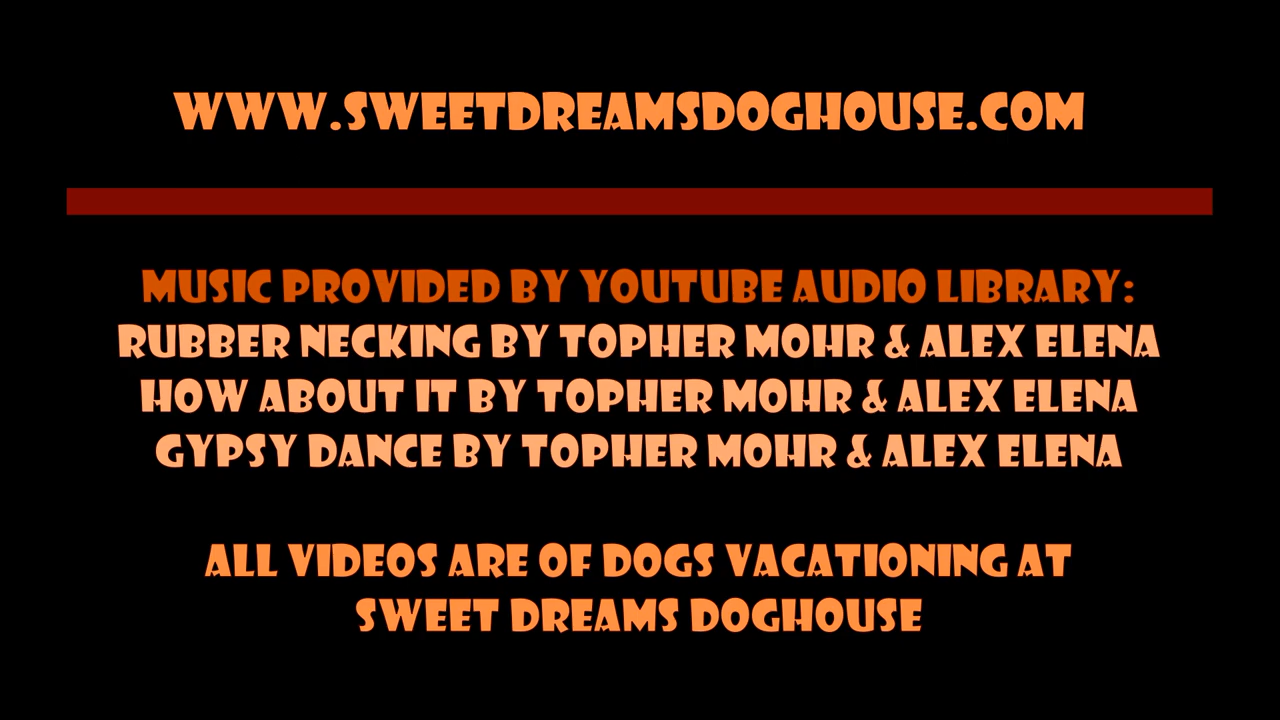 WWW.SWEETDREAMSDOGHOUSE.COM
MUSIC PROVIDED BY YOUTUBE AUDIO LIBRARY:
RUBBER NECKING BY TOPHER MOHR & ALEX ELENA
HOW ABOUT IT BY TOPHER MOHR & ALEX ELENA
GYPSY DANCE BY TOPHER MOHR & ALEX ELENA
ALL VIDEOS ARE OF DOGS VACATIONING AT
SWEET DREAMS DOGHOUSE